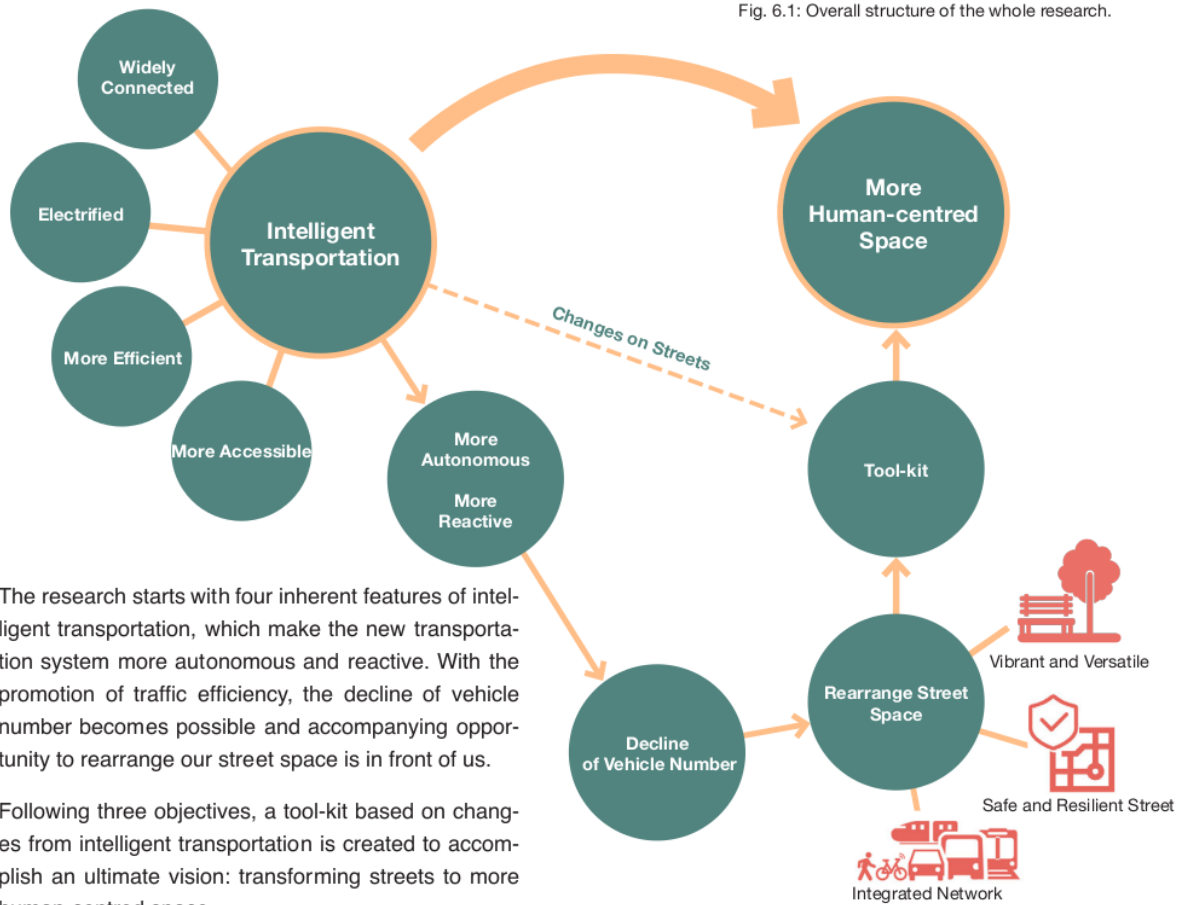 Fig. 6.1: Overall structure of the whole research.
Widely
Connected
Electrified
More Efficient
More Accessible
Intelligent
Transportation
More
Human-centred
Space
Changes on Streets
More
Autonomous
More
Reactive
Tool-kit
Decline
of Vehicle Number
Rearrange Street
Space
Vibrant and Versatile
Safe and Resilient Street
Integrated Network
The research starts with four inherent features of intel-
ligent transportation, which make the new transporta-
tion system more autonomous and reactive. With the
promotion of traffic efficiency, the decline of vehicle
number becomes possible and accompanying oppor-
tunity to rearrange our street space is in front of us.
Following three objectives, a tool-kit based on chang-
es from intelligent transportation is created to accom-
plish an ultimate vision: transforming streets to more